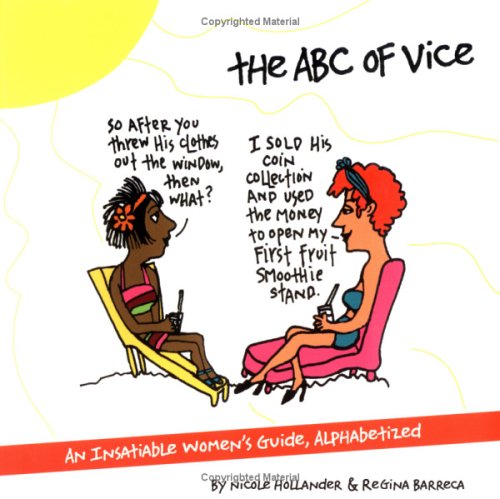 Copyrighted Material
the ABC OF Vice
SO AFTER YOU
threw His clothes
out the window,
then
WHAT?
I SOLD HIS
COIN
COLLECTION
AND USED
the MONEY
to OPEN MY
FIRST FRUIT
SMOOTHIE
STAND.
AN INSATIABLE WOMEN'S GUIDE, ALPHABETIZED
BY NICOLE HOLLANDER & REGINA BARRECA
Copyrighted Material